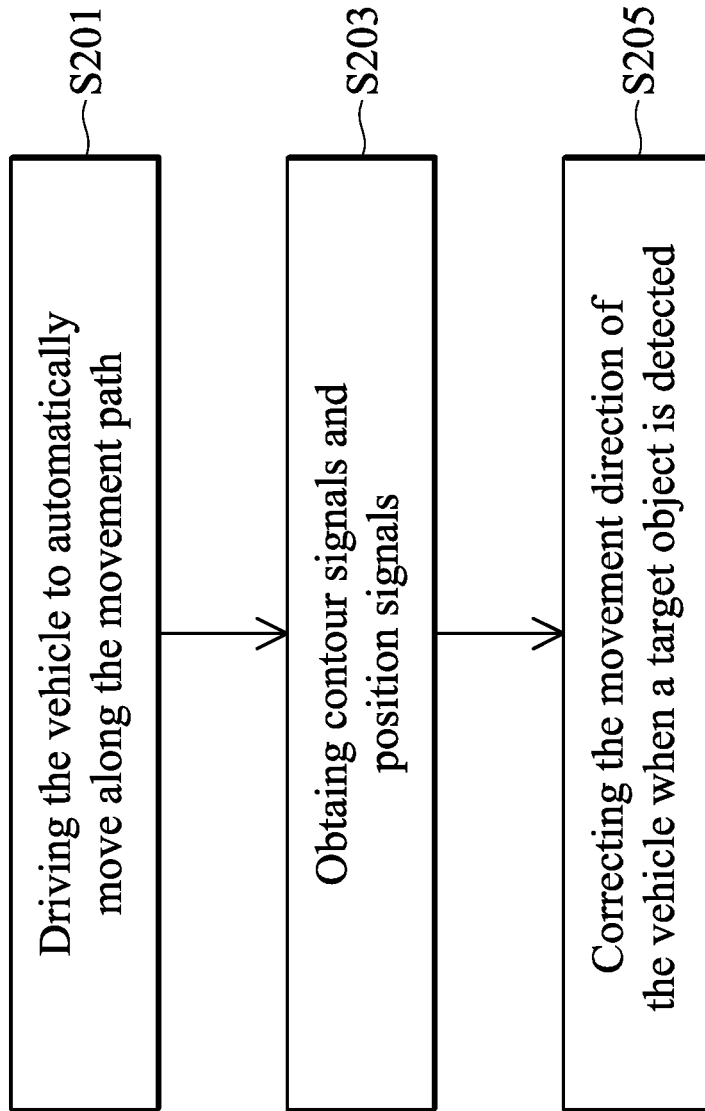 Driving the vehicle to automatically
move along the movement path
S201
Obtaing contour signals and
position signals
S203
Correcting the movement direction of
the vehicle when a target object is detected
S205